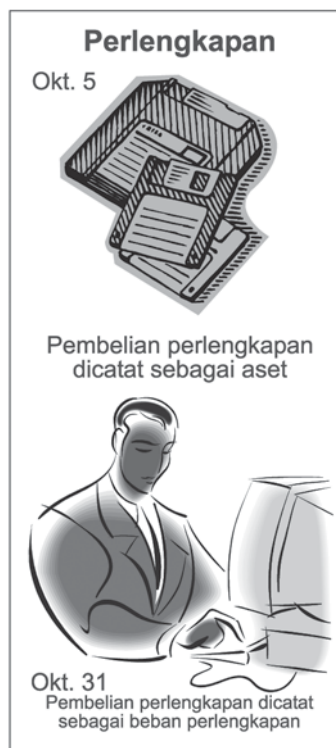 Perlengkapan
Okt. 5
Pembelian perlengkapan
dicatat sebagai aset
Okt. 31
Pembelian perlengkapan dicatat
sebagai beban perlengkapan